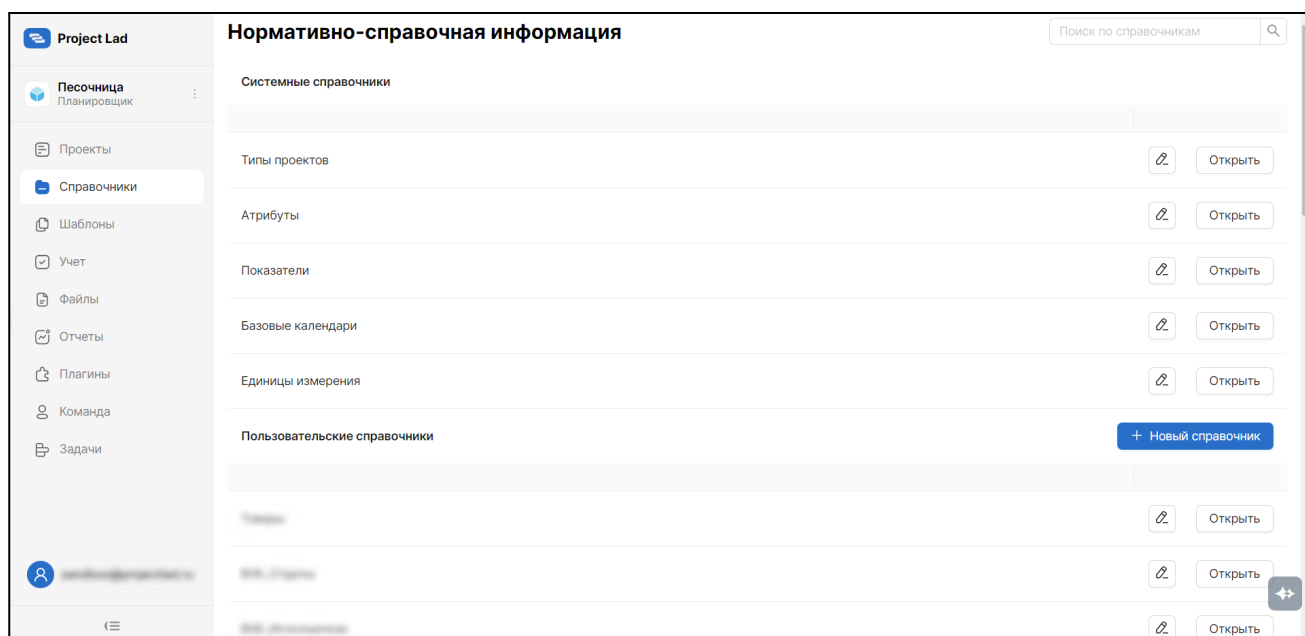 Project Lad
Песочница
Планировщик
Проекты
Справочники
Шаблоны
Учет
Файлы
Отчеты
Плагины
Команда
Задачи
Нормативно-справочная информация
Поиск по справочникам
Системные справочники
Типы проектов
Открыть
Атрибуты
Открыть
Показатели
Открыть
Базовые календари
Открыть
Единицы измерения
Открыть
Пользовательские справочники
+ Новый справочник
Открыть
Открыть
Открыть